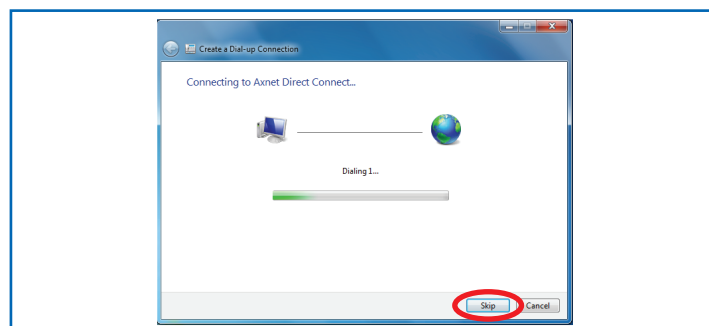 Create a Dial-up Connection
Connecting to Axnet Direct Connect...
Dialing 1...
Skip
Cancel